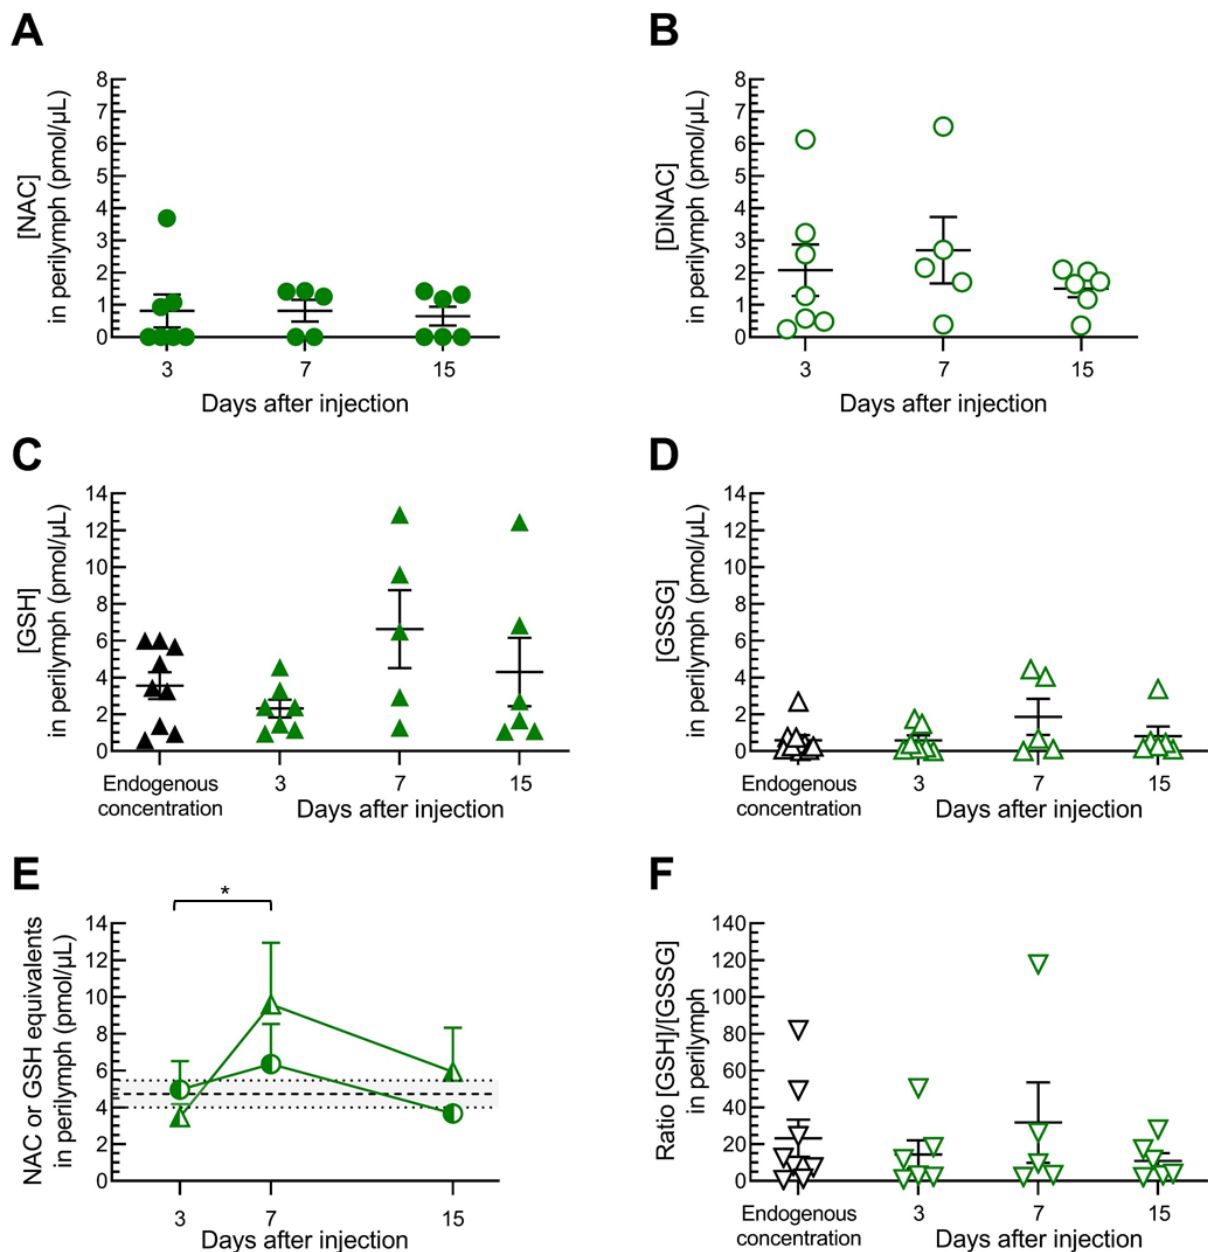 A
[NAC]
in perilymph (pmol/µL)
8
7
6
5
4
3
2
1
0
3
7
15
Days after injection
B
[DiNAC]
in perilymph (pmol/µL)
8
7
6
5
4
3
2
1
0
3
7
15
Days after injection
C
[GSH]
in perilymph (pmol/µL)
14
12
10
8
6
4
2
0
Endogenous
concentration
3
7
15
Days after injection
D
[GSSG]
in perilymph (pmol/µL)
14
12
10
8
6
4
2
0
Endogenous
concentration
3
7
15
Days after injection
E
NAC or GSH equivalents
in perilymph (pmol/µL)
14
12
10
8
6
4
2
0
*
3
7
15
Days after injection
F
Ratio [GSH]/[GSSG]
in perilymph
140
120
100
80
60
40
20
0
Endogenous
concentration
3
7
15
Days after injection